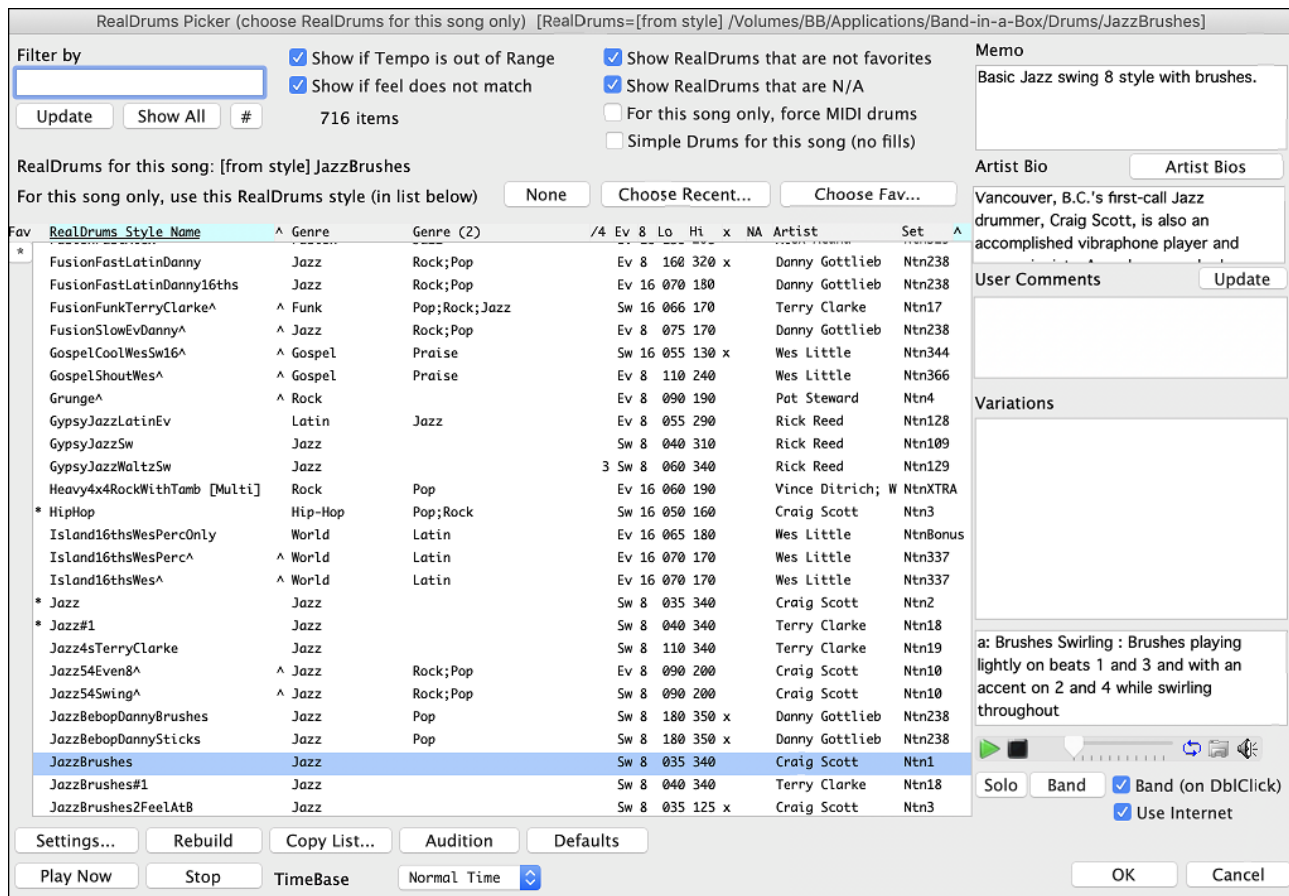 RealDrums Picker (choose RealDrums for this song only) [RealDrums=[from style] /Volumes/BB/Applications/Band-in-a-Box/Drums/JazzBrushes]
Filter by
Update Show All #
Show if Tempo is out of Range
Show if feel does not match
716 items
Show RealDrums that are not favorites
Show RealDrums that are N/A
For this song only, force MIDI drums
Simple Drums for this song (no fills)
RealDrums for this song: [from style] JazzBrushes
For this song only, use this RealDrums style (in list below) None Choose Recent... Choose Fav...
Fav RealDrums Style Name ^ Genre Genre (2) /4 Ev 8 Lo Hi x NA Artist Set ^
*
FusionFastLatinDanny Jazz Rock;Pop Ev 8 160 320 x Danny Gottlieb Ntn238
FusionFastLatinDanny16ths Jazz Rock;Pop Ev 16 070 180 Danny Gottlieb Ntn238
FusionFunkTerryClarke^ ^ Funk Pop;Rock;Jazz Sw 16 066 170 Terry Clarke Ntn17
FusionSlowEvDanny^ ^ Jazz Rock;Pop Ev 8 075 170 Danny Gottlieb Ntn238
GospelCoolWesSw16^ ^ Gospel Praise Sw 16 055 130 x Wes Little Ntn344
GospelShoutWes^ ^ Gospel Praise Ev 8 110 240 Wes Little Ntn366
Grunge^ ^ Rock Ev 8 090 190 Pat Steward Ntn4
GypsyJazzLatinEv Latin Jazz Ev 8 055 290 Rick Reed Ntn128
GypsyJazzSw Jazz Sw 8 040 310 Rick Reed Ntn109
GypsyJazzWaltzSw Jazz 3 Sw 8 060 340 Rick Reed Ntn129
Heavy4x4RockWithTamb [Multi] Rock Pop Ev 16 060 190 Vince Ditrich; W NtnXTRA
* HipHop Hip-Hop Pop;Rock Sw 16 050 160 Craig Scott Ntn3
Island16thsWesPercOnly World Latin Ev 16 065 180 Wes Little NtnBonus
Island16thsWesPerc^ ^ World Latin Ev 16 070 170 Wes Little Ntn337
Island16thsWes^ ^ World Latin Ev 16 070 170 Wes Little Ntn337
* Jazz Jazz Sw 8 035 340 Craig Scott Ntn2
* Jazz#1 Jazz Sw 8 040 340 Terry Clarke Ntn18
Jazz4sTerryClarke Jazz Sw 8 110 340 Terry Clarke Ntn19
Jazz54Even8^ ^ Jazz Rock;Pop Ev 8 090 200 Craig Scott Ntn10
Jazz54Swing^ ^ Jazz Rock;Pop Sw 8 090 200 Craig Scott Ntn10
JazzBebopDannyBrushes Jazz Pop Sw 8 180 350 x Danny Gottlieb Ntn238
JazzBebopDannySticks Jazz Pop Sw 8 180 350 x Danny Gottlieb Ntn238
JazzBrushes Jazz Sw 8 035 340 Craig Scott Ntn1
JazzBrushes#1 Jazz Sw 8 040 340 Terry Clarke Ntn18
JazzBrushes2FeelAtB Jazz Sw 8 035 125 x Craig Scott Ntn3
Settings... Rebuild Copy List... Audition Defaults
Play Now Stop TimeBase Normal Time
Memo
Basic Jazz swing 8 style with brushes.
Artist Bio Artist Bios
Vancouver, B.C.'s first-call Jazz
drummer, Craig Scott, is also an
accomplished vibraphone player and
User Comments Update
Variations
a: Brushes Swirling : Brushes playing
lightly on beats 1 and 3 and with an
accent on 2 and 4 while swirling
throughout
Solo Band Band (on DblClick)
Use Internet
OK Cancel